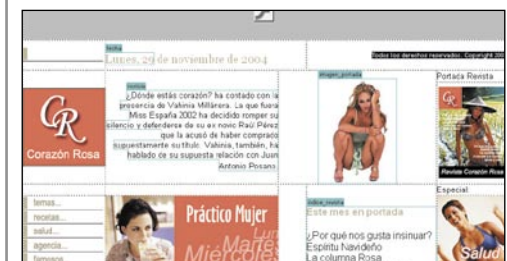 fecha
Lunes, 29 de noviembre de 2004
Todos los derechos reservados. Copyright 200
noticia
¿Dónde estás corazón? ha contado con la
presencia de Vahinia Millárera. La que fuera
Miss España 2002 ha decidido romper su
silencio y defenderse de su ex novio Raúl Pérez
que la acusó de haber comprado
supuestamente su título. Vahinia, también, ha
hablado de su supuesta relación con Juan
Antonio Posano.
imagen_portada
Portada Revista
CR
Corazón Rosa
CR
Revista Corazón Rosa
temas...
recetas...
salud...
agencia...
famosos
Práctico Mujer
Lun
Martes
Miércoles
indice_revista
Este mes en portada
¿Por qué nos gusta insinuar?
Espíritu Navideño
La columna Rosa
Especial
Salud